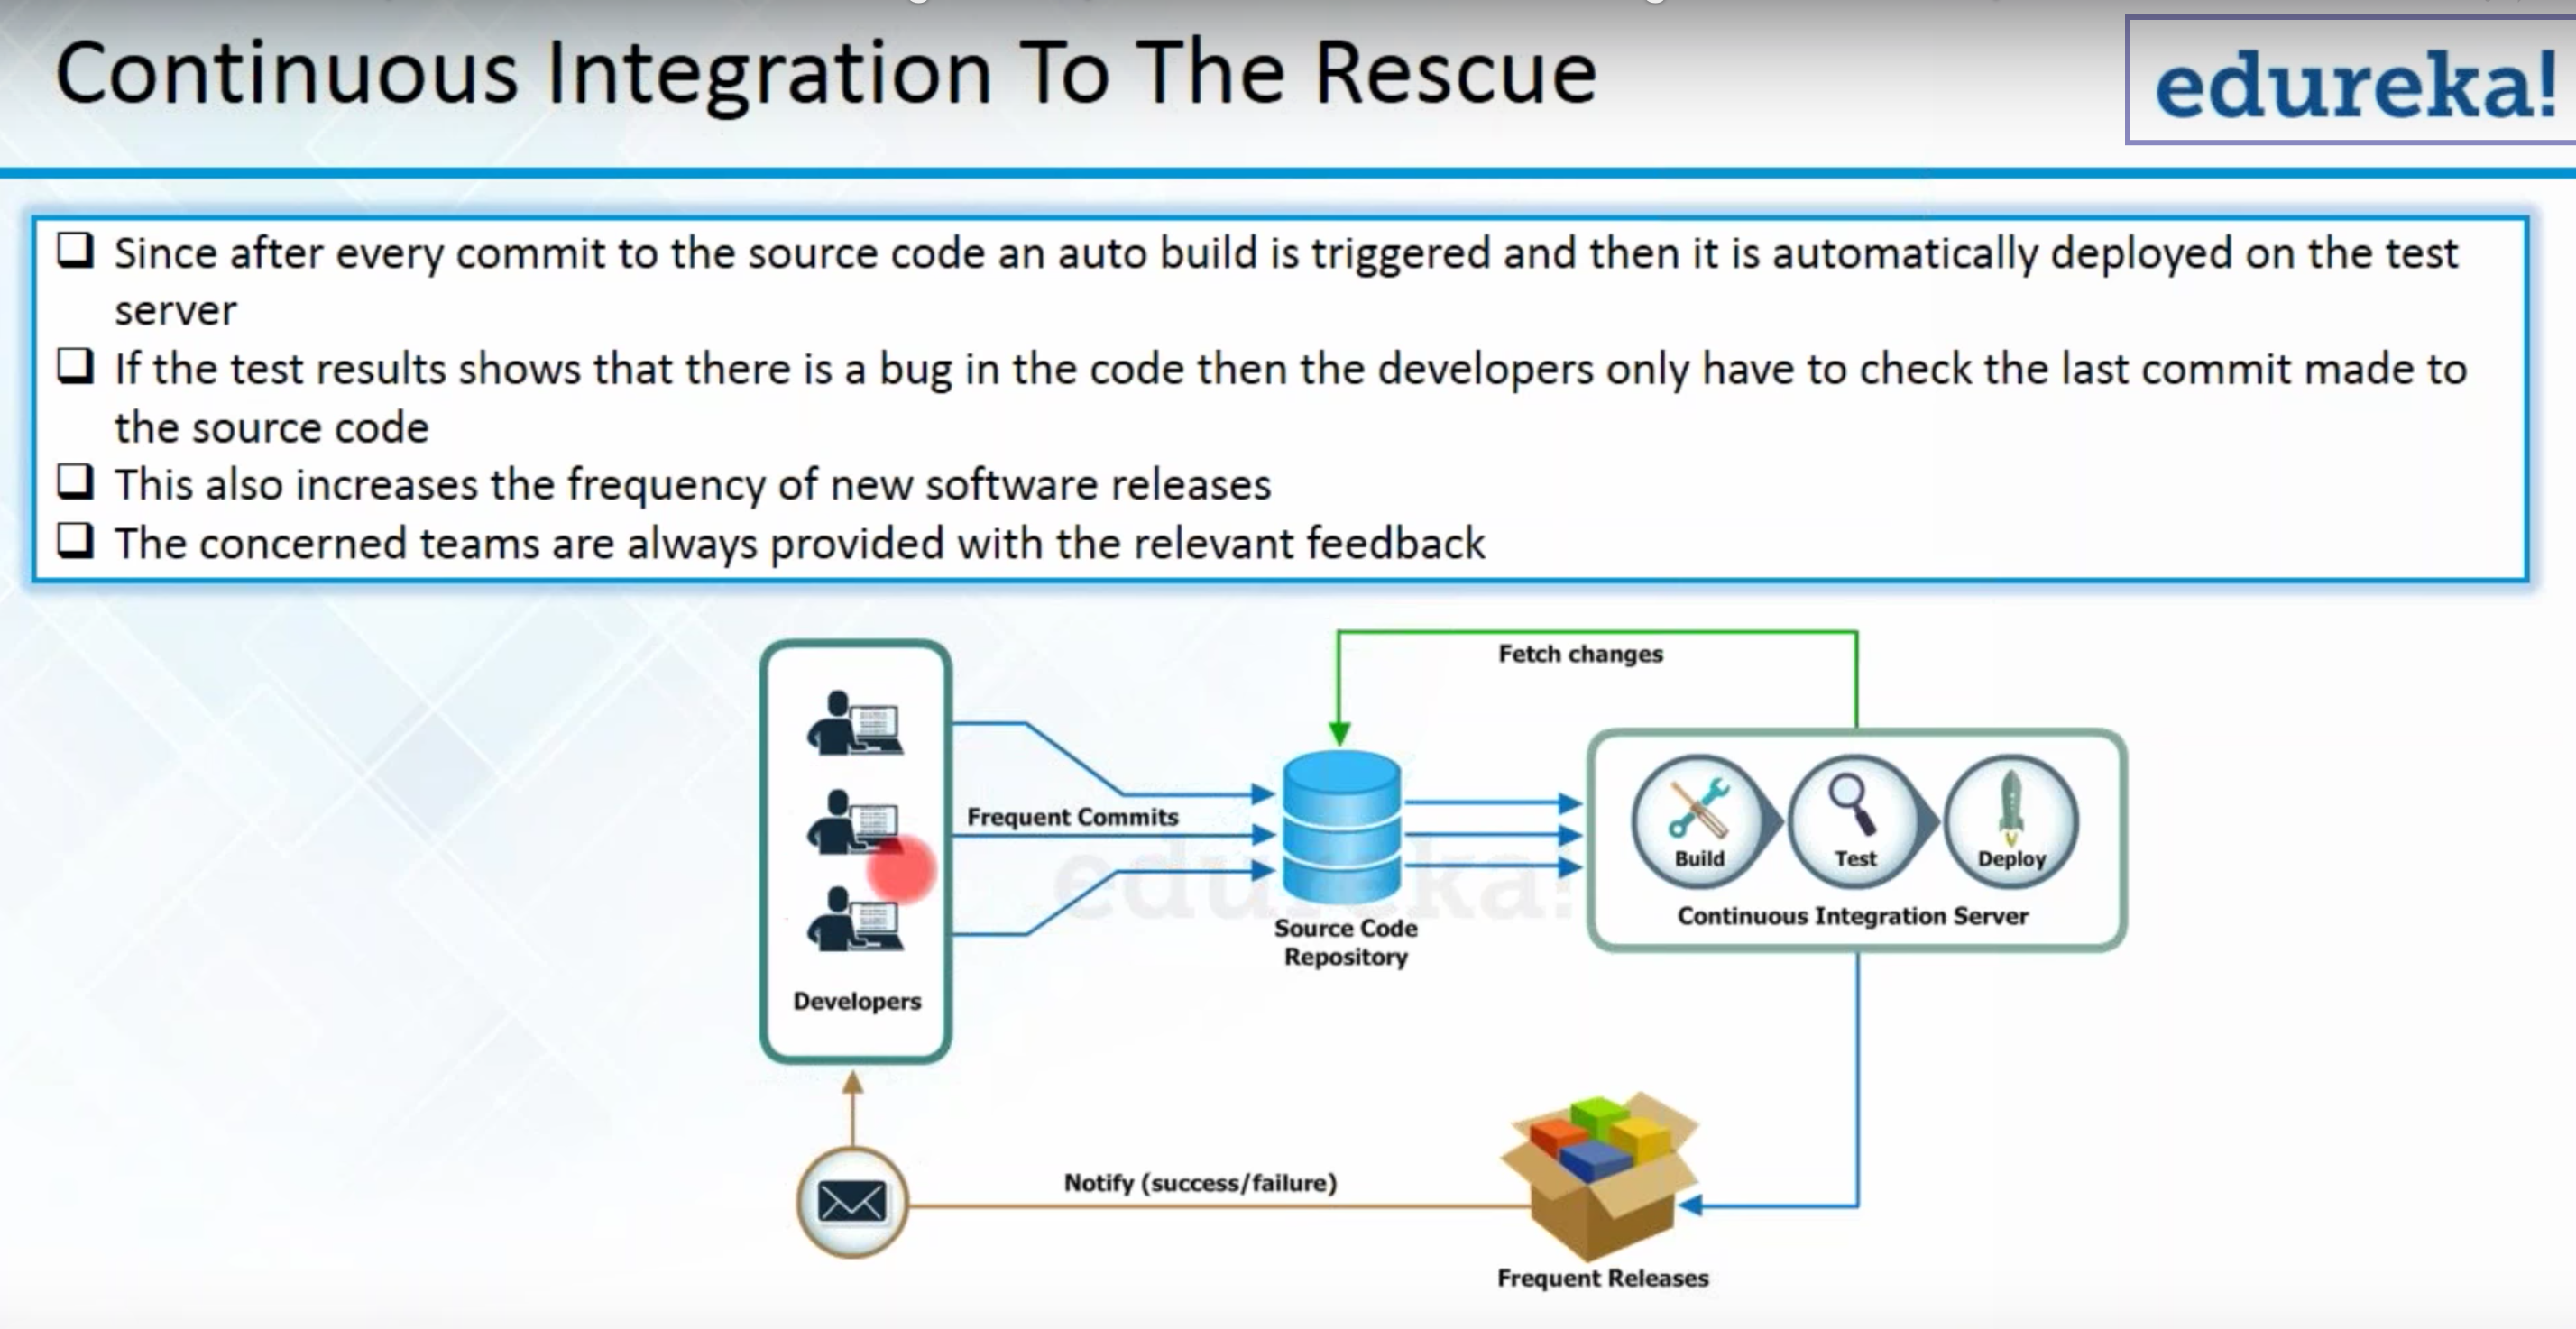 Continuous Integration To The Rescue
edureka!
Since after every commit to the source code an auto build is triggered and then it is automatically deployed on the test
server
If the test results shows that there is a bug in the code then the developers only have to check the last commit made to
the source code
This also increases the frequency of new software releases
The concerned teams are always provided with the relevant feedback
Fetch changes
Frequent Commits
edureka!
Build
Test
Deploy
Continuous Integration Server
Source Code
Repository
Developers
Notify (success/failure)
Frequent Releases